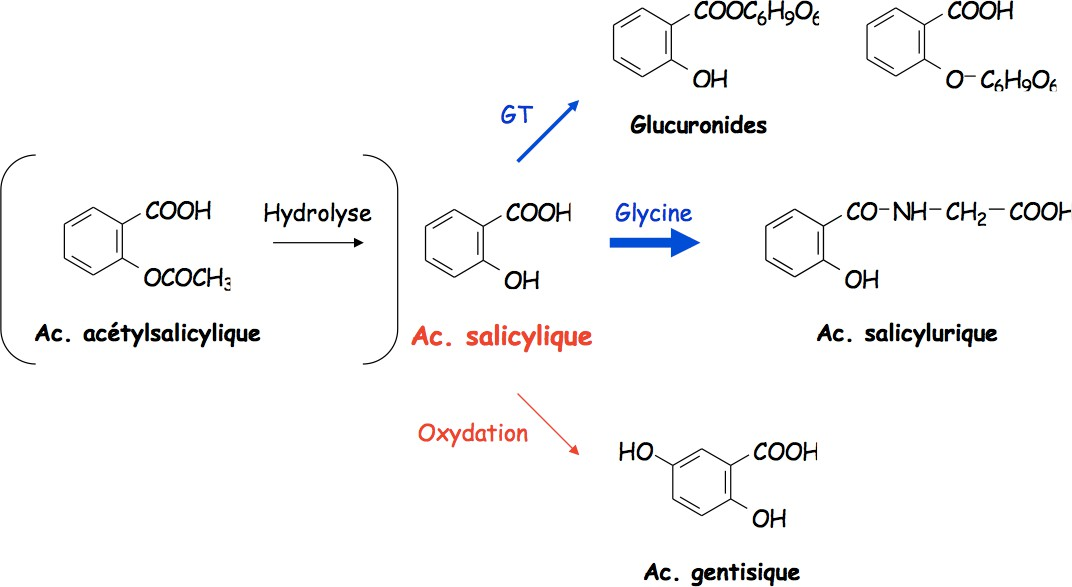 COOC₆H₉O₆
OH
COOH
O–C₆H₉O₆
GT
Glucuronides
COOH
OCOCH₃
Ac. acétylsalicylique
Hydrolyse
COOH
OH
Ac. salicylique
Glycine
CO–NH–CH₂–COOH
OH
Ac. salicylurique
Oxydation
HO
COOH
OH
Ac. gentisique